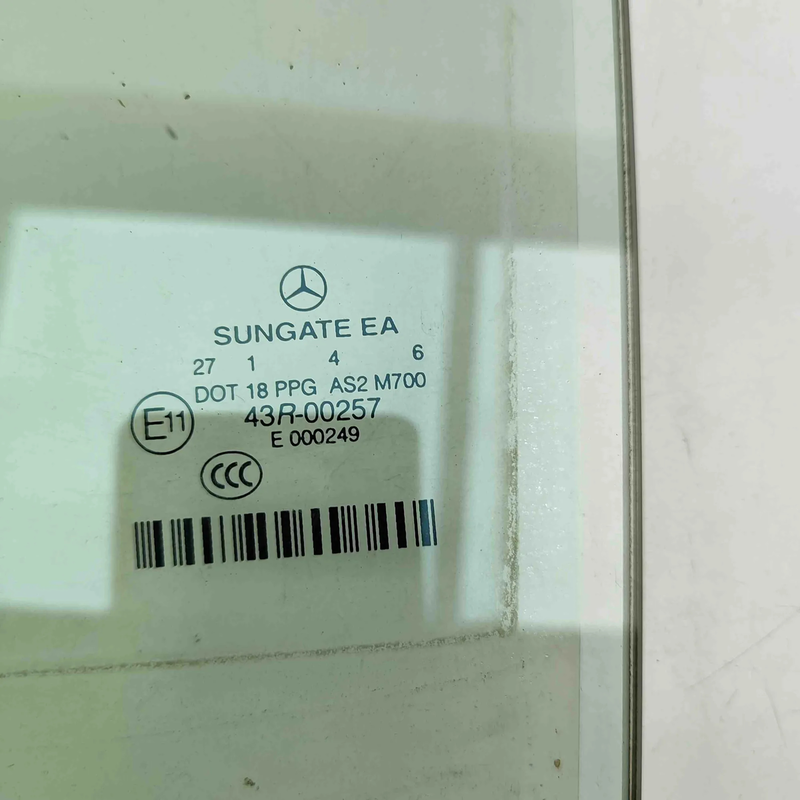 SUNGATE EA
27 1 4 6
DOT 18 PPG AS2 M700
E11 43R-00257
E 000249
CCC